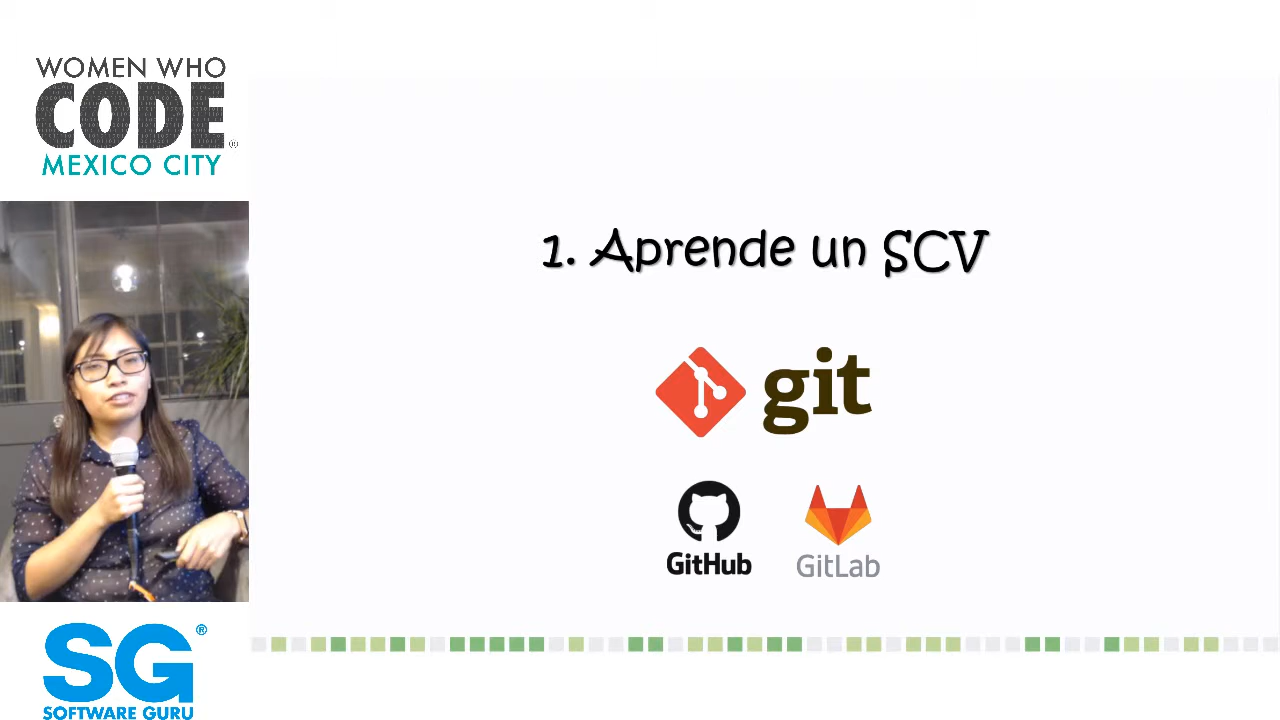 WOMEN WHO
CODE®
MEXICO CITY
1. Aprende un SCV
git
GitHub
GitLab
SG®
SOFTWARE GURU